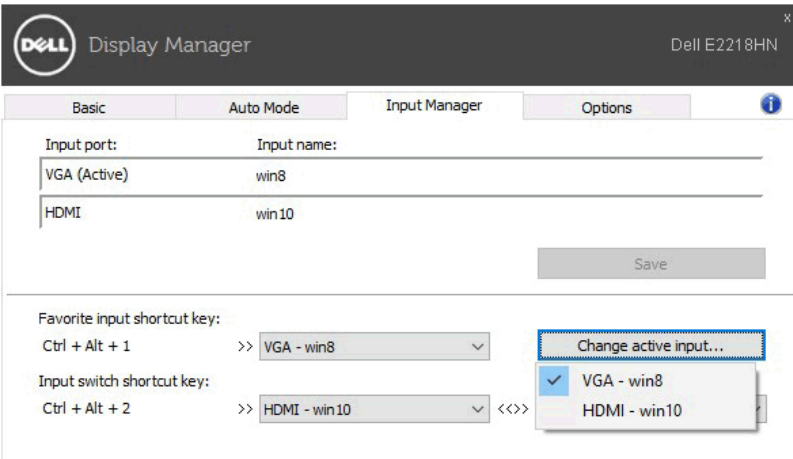 DELL Display Manager
x
Dell E2218HN
Basic Auto Mode Input Manager Options i
Input port: Input name:
VGA (Active) win8
HDMI win10
Save
Favorite input shortcut key:
Ctrl + Alt + 1 >> VGA - win8 Change active input...
Input switch shortcut key:
VGA - win8
Ctrl + Alt + 2 >> HDMI - win10 <<>> HDMI - win10